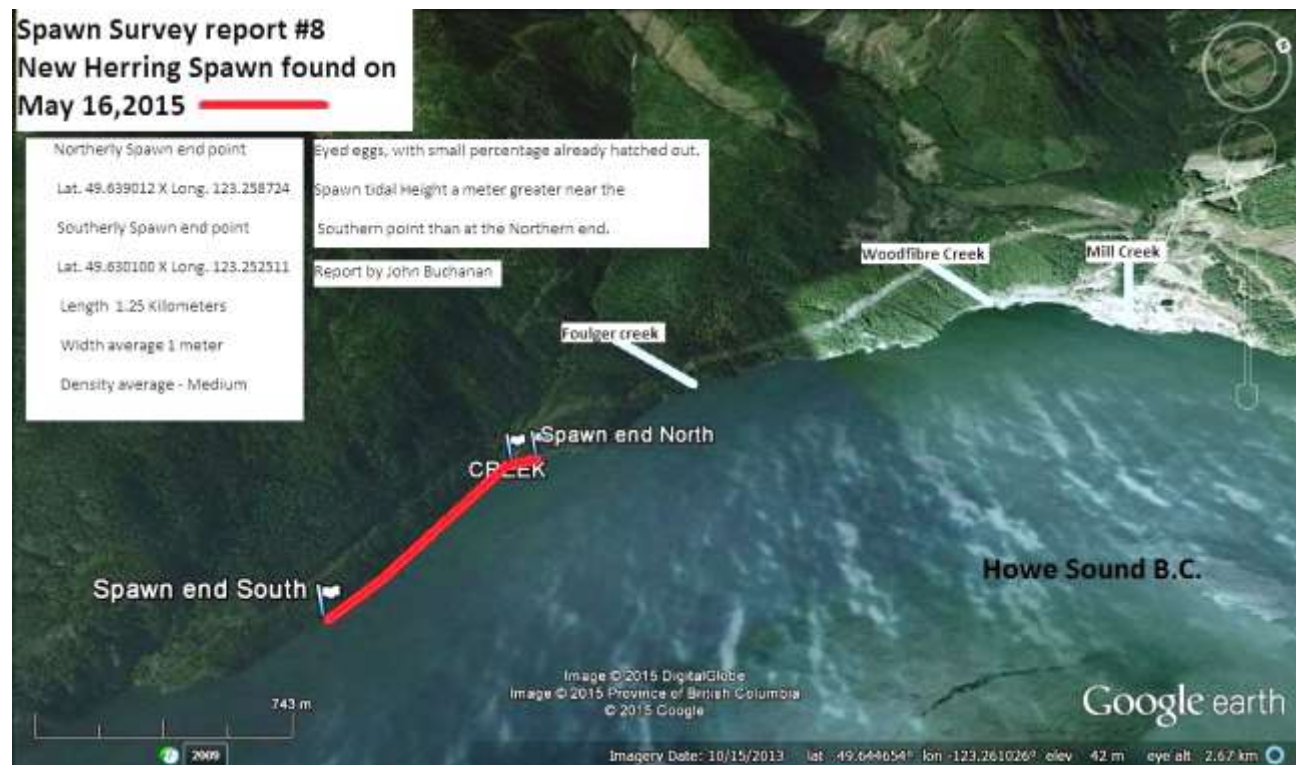 Spawn Survey report #8
New Herring Spawn found on
May 16,2015
Northerly Spawn end point
Lat. 49.639012 X Long. 123.258724
Southerly Spawn end point
Lat. 49.630100 X Long. 123.252511
Length 1.25 Kilometers
Width average 1 meter
Density average - Medium
Eyed eggs, with small percentage already hatched out.
Spawn tidal Height a meter greater near the
Southern point than at the Northern end.
Report by John Buchanan
Woodfibre Creek
Mill Creek
Foulger creek
Spawn end North
CREEK
Spawn end South
Howe Sound B.C.
Image © 2015 DigitalGlobe
Image © 2015 Province of British Columbia
© 2015 Google
Google earth
743 m
2009
Imagery Date: 10/15/2013 lat 49.644654° lon -123.261026° elev 42 m eye alt 2.67 km